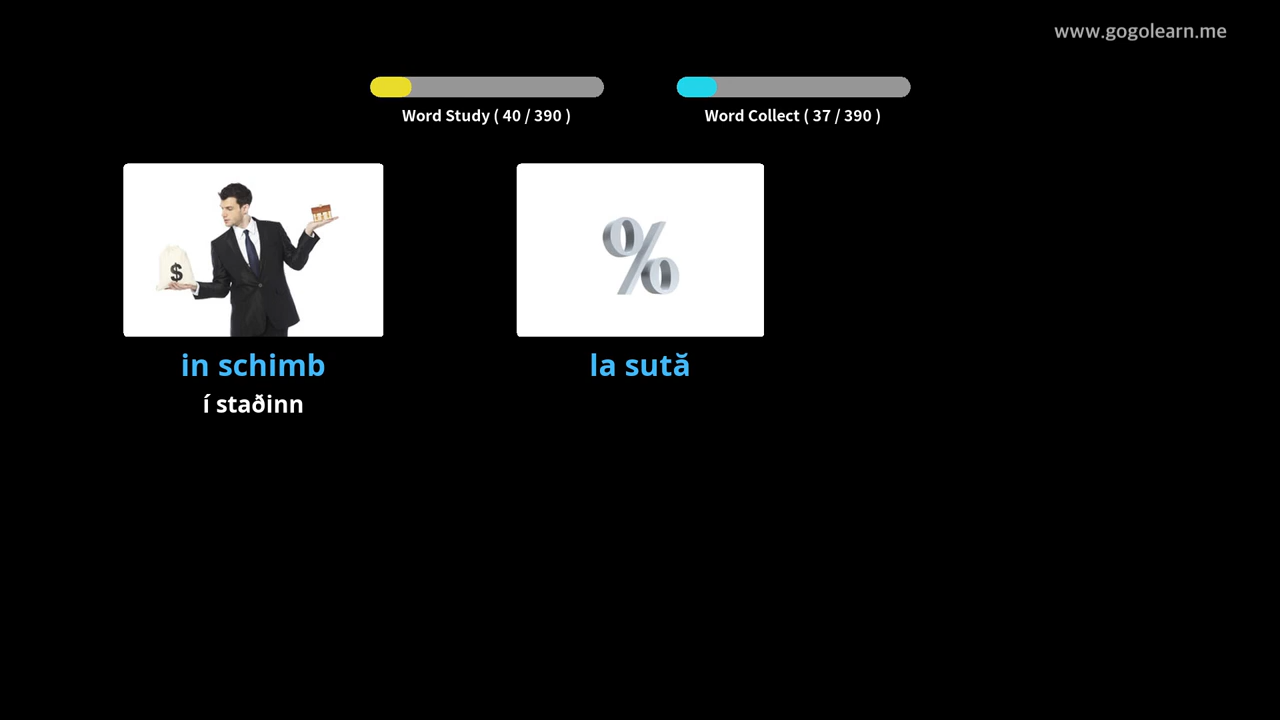 www.gogolearn.me
Word Study ( 40 / 390 )
Word Collect ( 37 / 390 )
$
%
in schimb
la sută
í staðinn